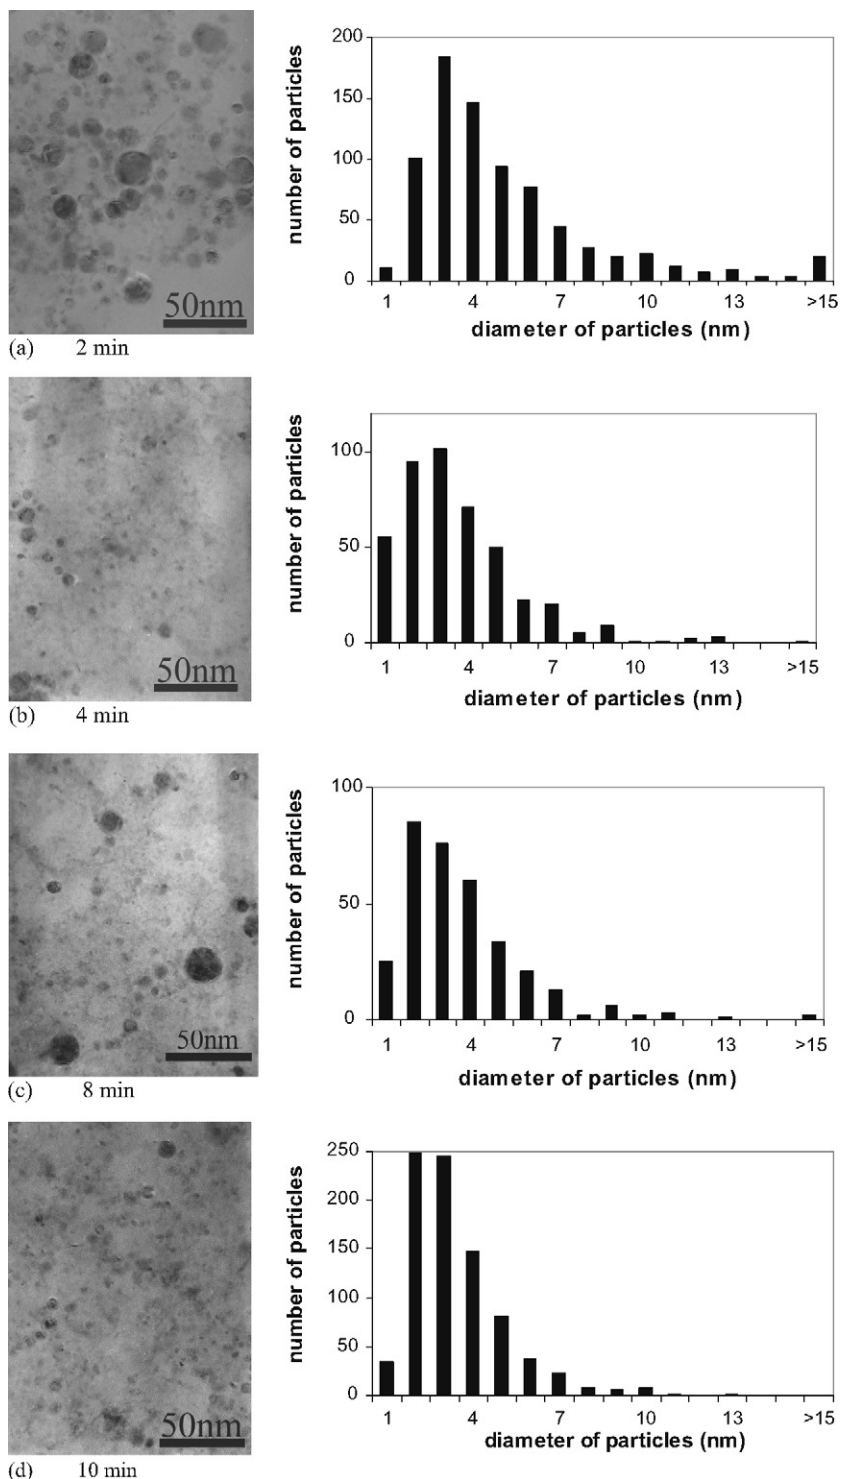 200
150
100
50
0
number of particles
1 4 7 10 13 >15
diameter of particles (nm)
50nm
(a) 2 min
100
50
0
number of particles
1 4 7 10 13 >15
diameter of particles (nm)
50nm
(b) 4 min
100
50
0
number of particles
1 4 7 10 13 >15
diameter of particles (nm)
50nm
(c) 8 min
250
200
150
100
50
0
number of particles
1 4 7 10 13 >15
diameter of particles (nm)
50nm
(d) 10 min